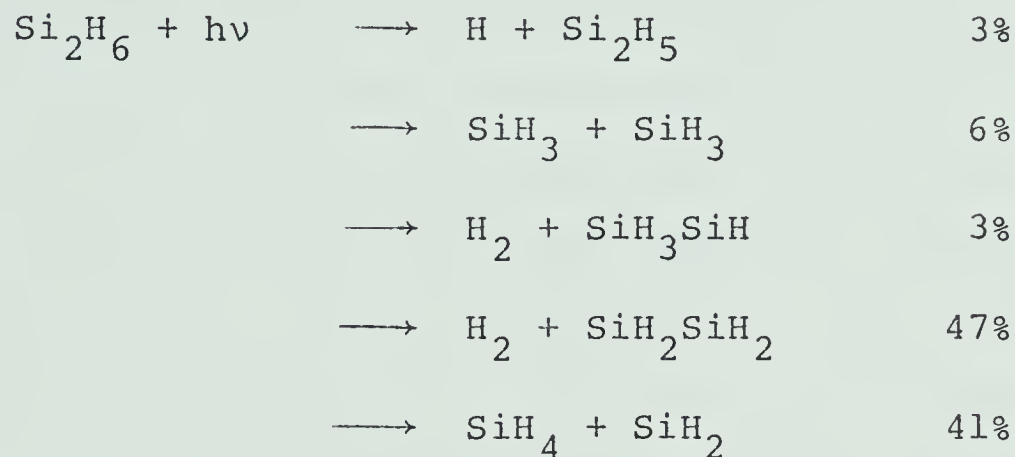 Si₂H₆ + hν ⟶ H + Si₂H₅ 3%
⟶ SiH₃ + SiH₃ 6%
⟶ H₂ + SiH₃SiH 3%
⟶ H₂ + SiH₂SiH₂ 47%
⟶ SiH₄ + SiH₂ 41%